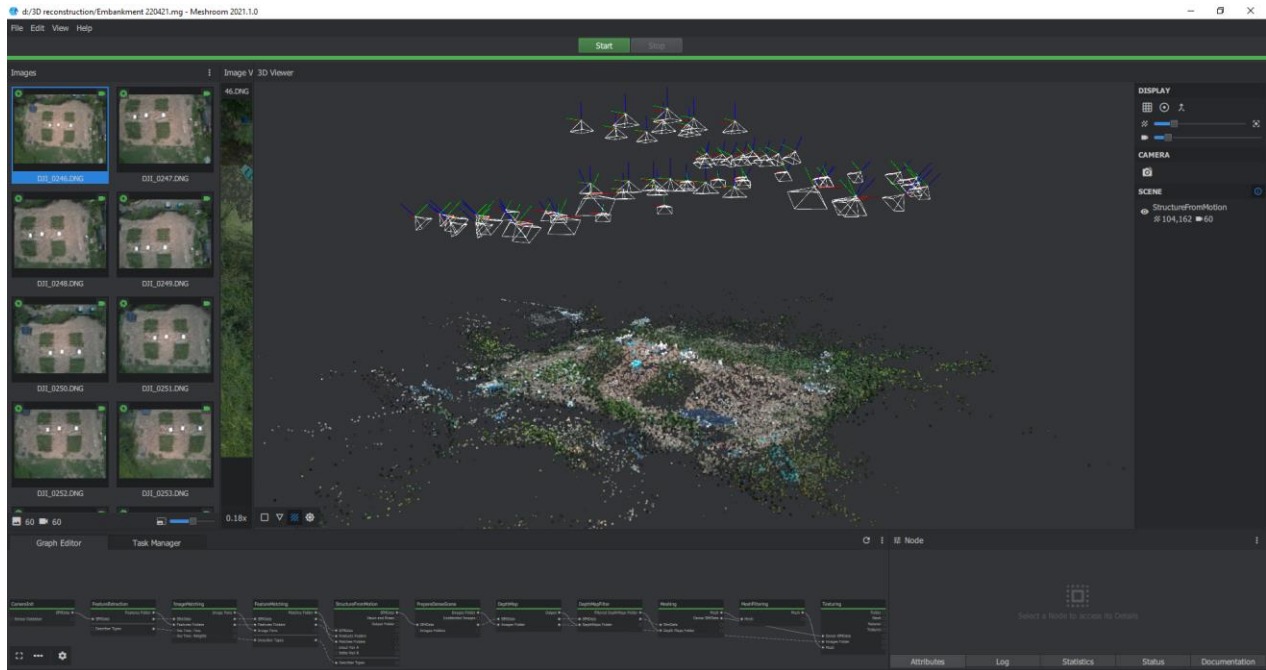 d:/3D reconstruction/Embankment 220421.mg - Meshroom 2021.1.0
File Edit View Help
Start Stop
Images
Image V 3D Viewer
46.DNG
DJI_0246.DNG DJI_0247.DNG
DJI_0248.DNG DJI_0249.DNG
DJI_0250.DNG DJI_0251.DNG
DJI_0252.DNG DJI_0253.DNG
60 60
0.18x
DISPLAY
CAMERA
SCENE
StructureFromMotion
104,162 60
Graph Editor Task Manager
Node
CameraInit FeatureExtraction ImageMatching FeatureMatching StructureFromMotion PrepareDenseScene DepthMap DepthMapFilter Meshing MeshFiltering Texturing
Select a Node to access its Details
Attributes Log Statistics Status Documentation